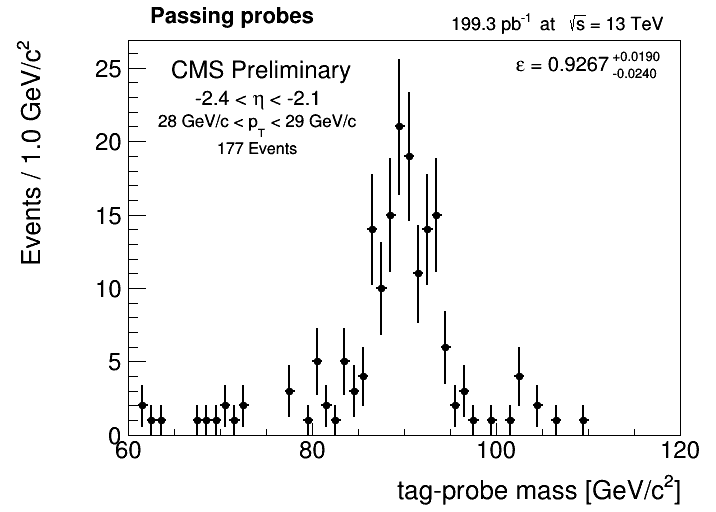 Passing probes
199.3 pb⁻¹ at √s = 13 TeV
CMS Preliminary
-2.4 < η < -2.1
28 GeV/c < p_T < 29 GeV/c
177 Events
ε = 0.9267 +0.0190 -0.0240
Events / 1.0 GeV/c²
25
20
15
10
5
0
60 80 100 120
tag-probe mass [GeV/c²]